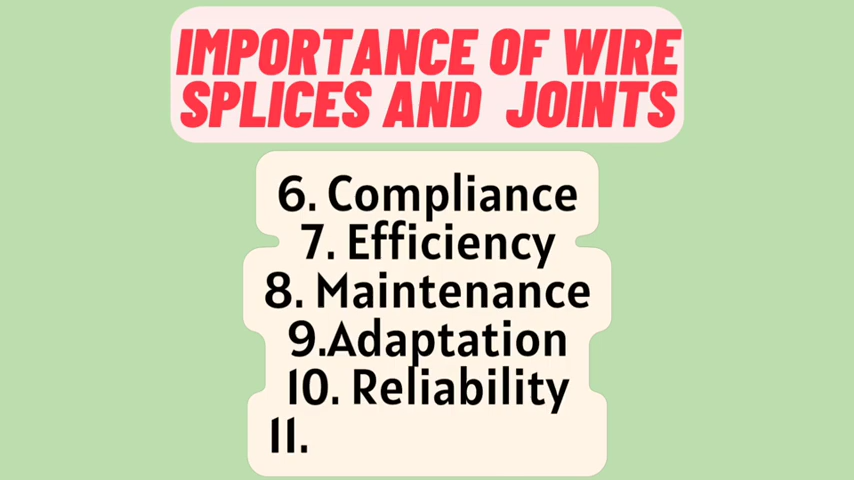 IMPORTANCE OF WIRE
SPLICES AND JOINTS
6. Compliance
7. Efficiency
8. Maintenance
9.Adaptation
10. Reliability
11.